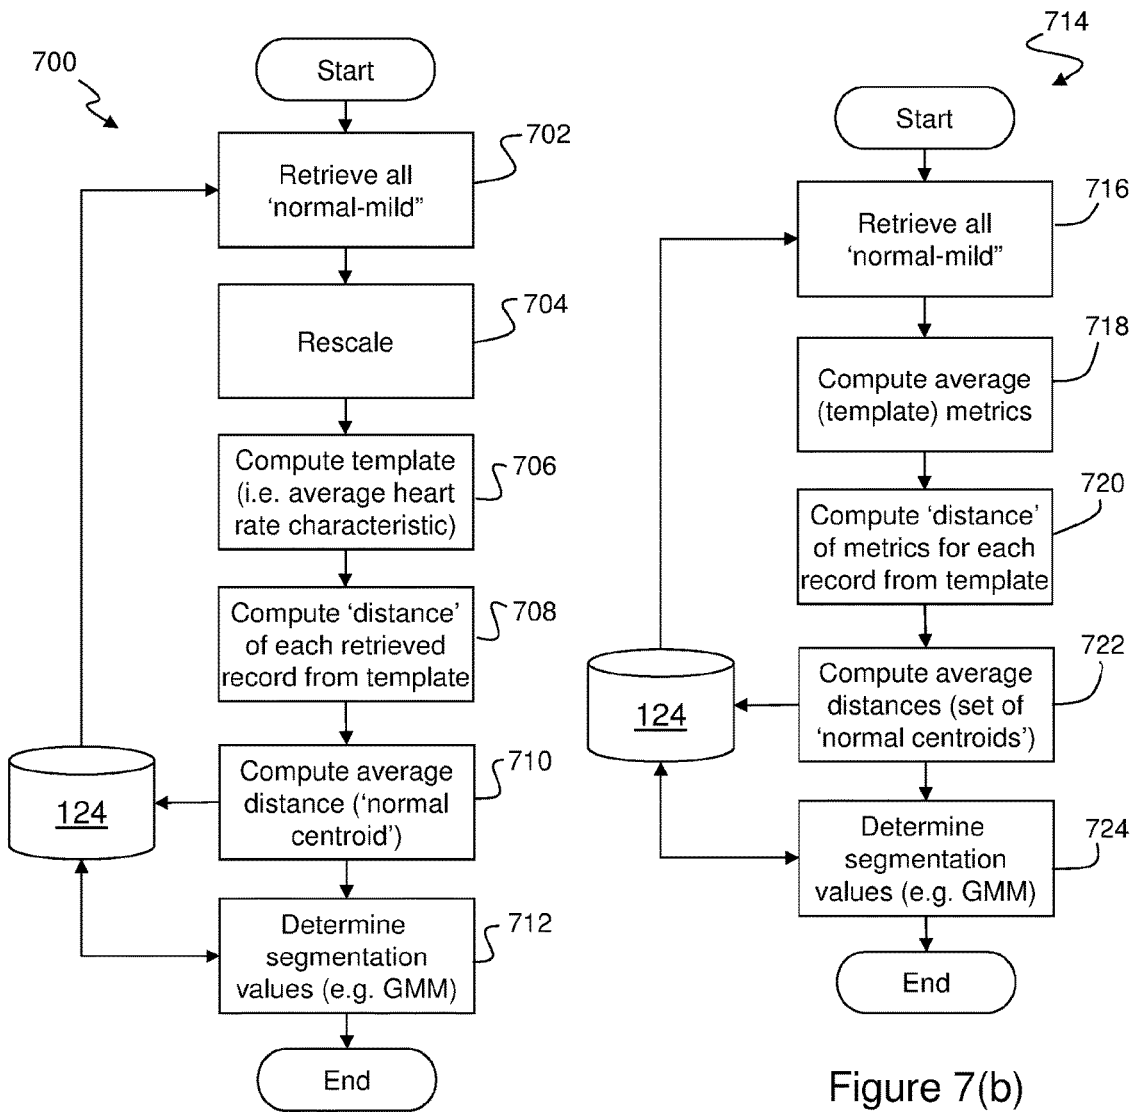 700
Start
702
Retrieve all
‘normal-mild”
704
Rescale
706
Compute template
(i.e. average heart
rate characteristic)
708
Compute ‘distance’
of each retrieved
record from template
710
Compute average
distance (‘normal
centroid’)
124
712
Determine
segmentation
values (e.g. GMM)
End
714
Start
716
Retrieve all
‘normal-mild”
718
Compute average
(template) metrics
720
Compute ‘distance’
of metrics for each
record from template
722
Compute average
distances (set of
‘normal centroids’)
124
724
Determine
segmentation
values (e.g. GMM)
End
Figure 7(b)